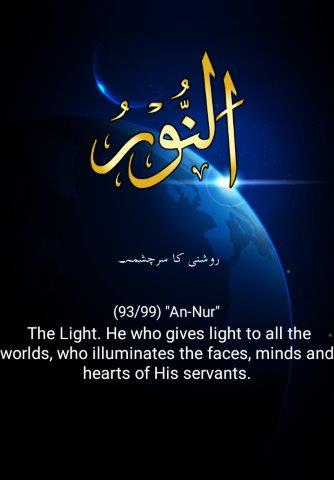 النُّوْرُ
روشنی کا سرچشمہ۔
(93/99) "An-Nur"
The Light. He who gives light to all the
worlds, who illuminates the faces, minds and
hearts of His servants.